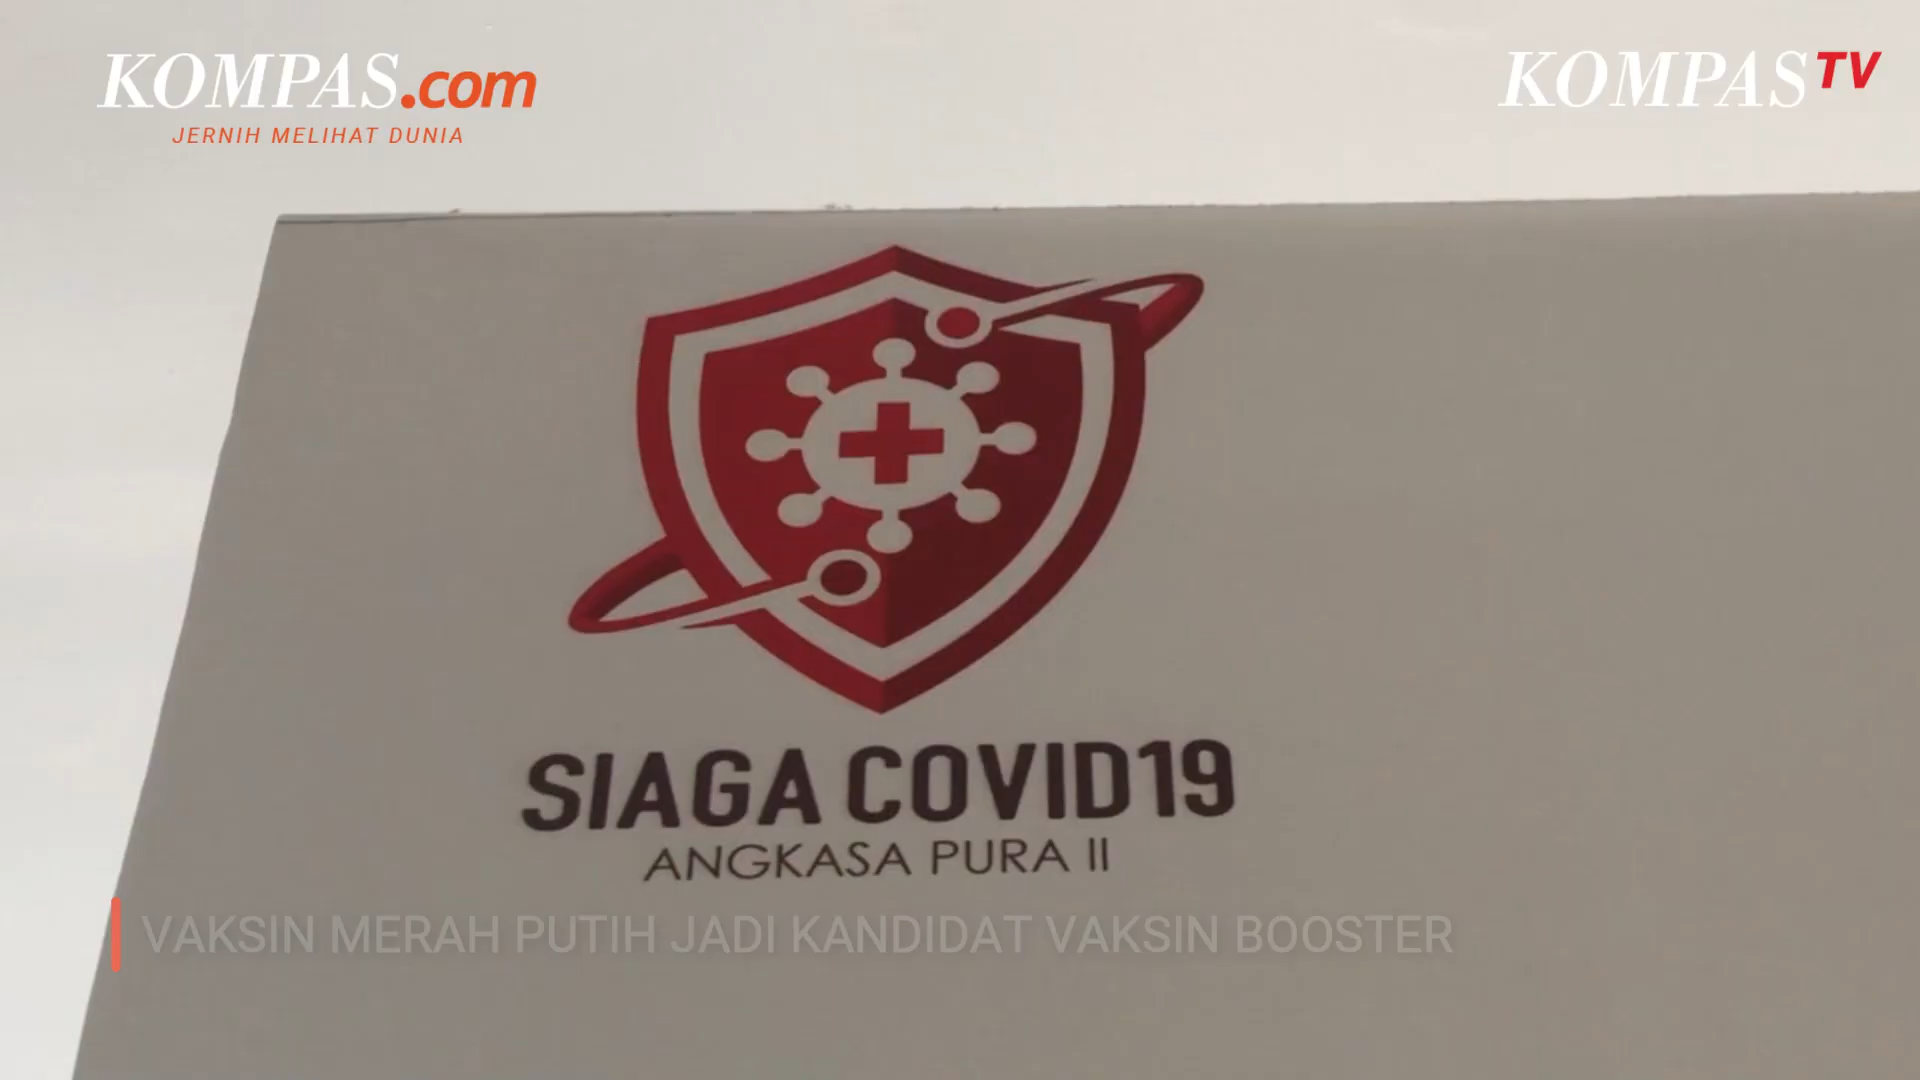 KOMPAS.com
JERNIH MELIHAT DUNIA
KOMPASTV
SIAGA COVID19
ANGKASA PURA II
VAKSIN MERAH PUTIH JADI KANDIDAT VAKSIN BOOSTER